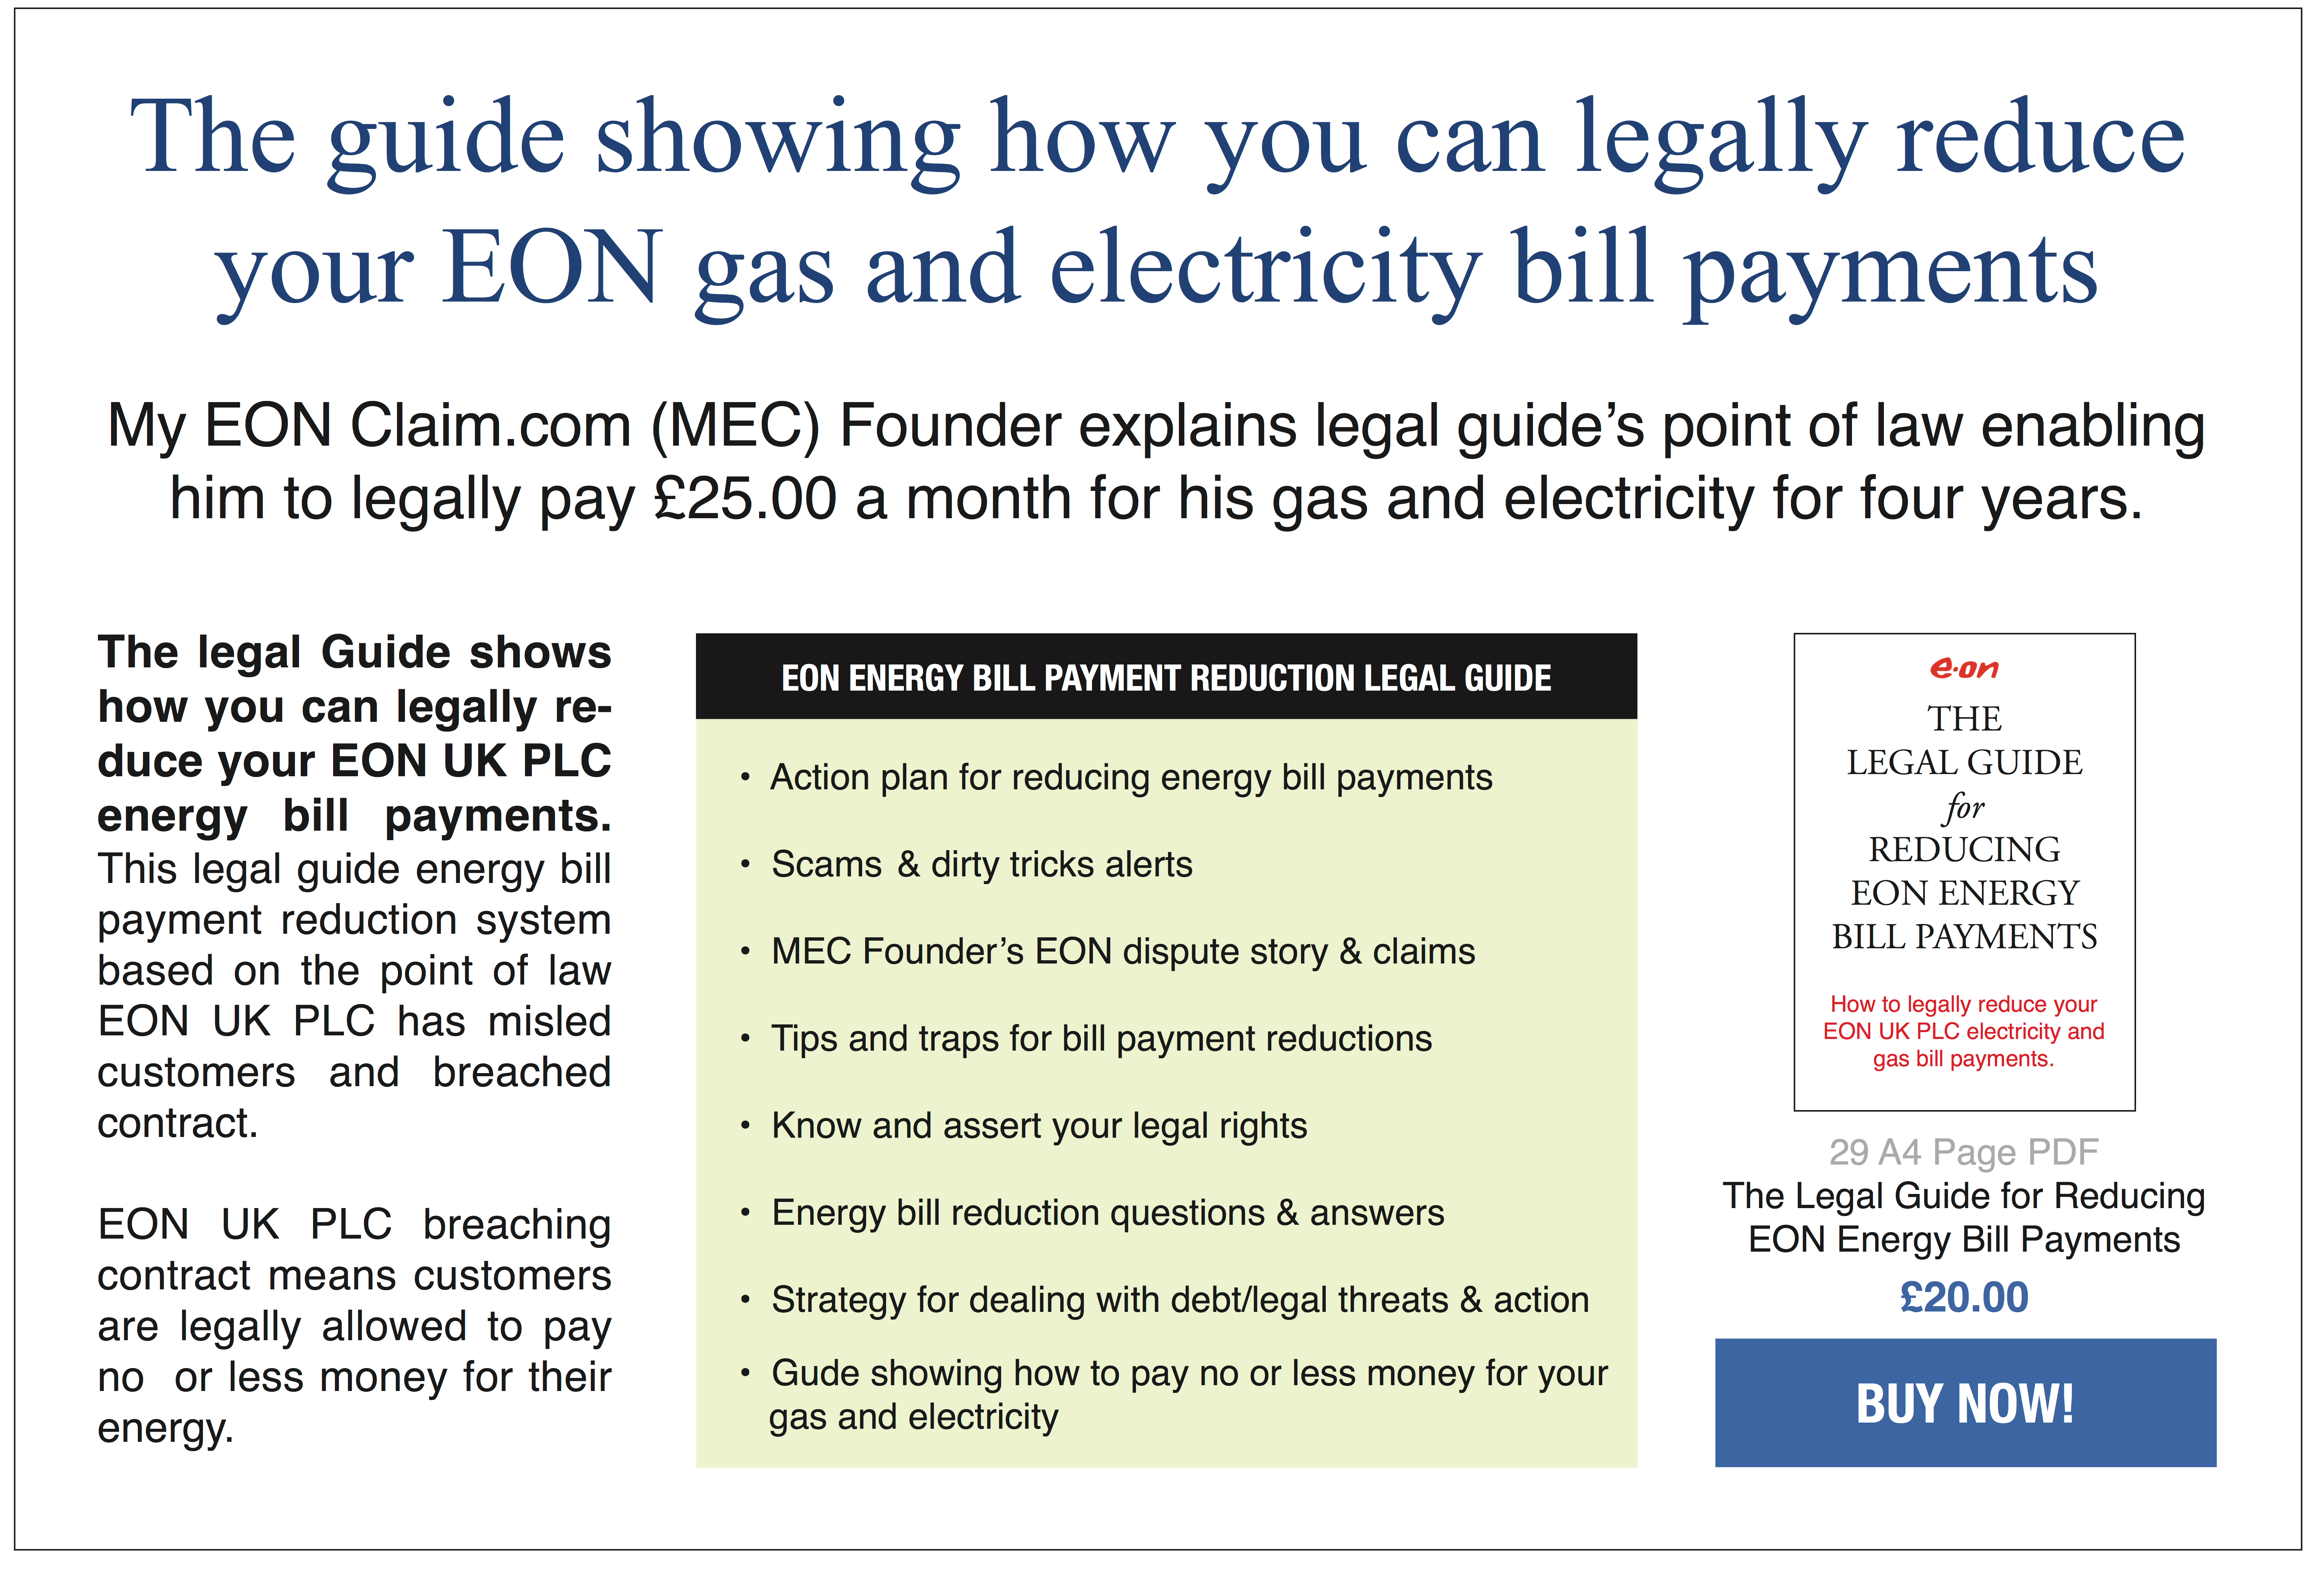 The guide showing how you can legally reduce
your EON gas and electricity bill payments
My EON Claim.com (MEC) Founder explains legal guide’s point of law enabling
him to legally pay £25.00 a month for his gas and electricity for four years.
The legal Guide shows
how you can legally re-
duce your EON UK PLC
energy bill payments.
This legal guide energy bill
payment reduction system
based on the point of law
EON UK PLC has misled
customers and breached
contract.
EON UK PLC breaching
contract means customers
are legally allowed to pay
no or less money for their
energy.
EON ENERGY BILL PAYMENT REDUCTION LEGAL GUIDE
• Action plan for reducing energy bill payments
• Scams & dirty tricks alerts
• MEC Founder’s EON dispute story & claims
• Tips and traps for bill payment reductions
• Know and assert your legal rights
• Energy bill reduction questions & answers
• Strategy for dealing with debt/legal threats & action
• Gude showing how to pay no or less money for your
gas and electricity
e·on
THE
LEGAL GUIDE
for
REDUCING
EON ENERGY
BILL PAYMENTS
How to legally reduce your
EON UK PLC electricity and
gas bill payments.
29 A4 Page PDF
The Legal Guide for Reducing
EON Energy Bill Payments
£20.00
BUY NOW!